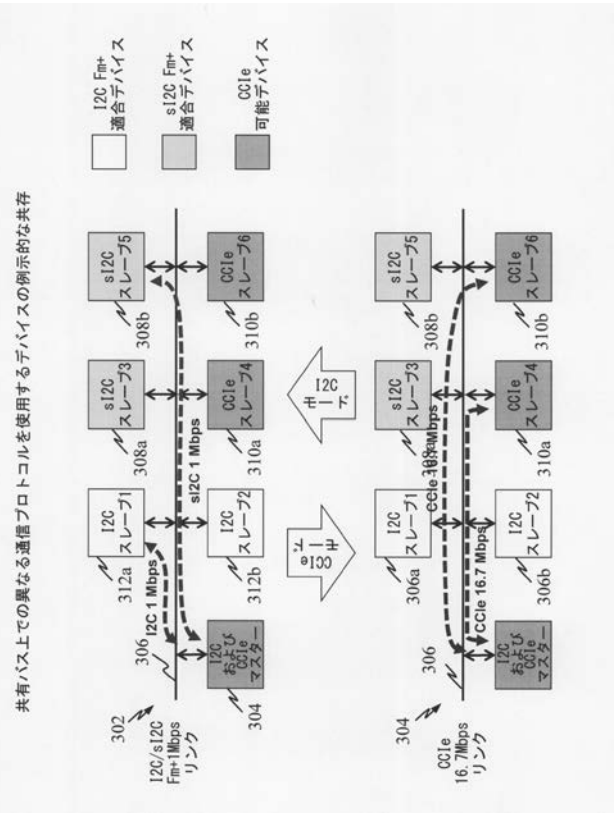 共有バス上での異なる通信プロトコルを使用するデバイスの例示的な共存
302
I2C/sI2C
Fm+1Mbps
リンク
306
312a
I2C
スレーブ1
308a
sI2C
スレーブ3
308b
sI2C
スレーブ5
I2C 1 Mbps
sI2C 1 Mbps
304
I2C
および
CCIe
マスター
312b
I2C
スレーブ2
310a
CCIe
スレーブ4
310b
CCIe
スレーブ6
I2C Fm+
適合デバイス
sI2C Fm+
適合デバイス
CCIe
可能デバイス
CCIe
モード
I2C
モード
304
CCIe
16.7Mbps
リンク
306
306a
I2C
スレーブ1
308a
sI2C
スレーブ3
308b
sI2C
スレーブ5
CCIe 16.7 Mbps
CCIe 16.7 Mbps
I2C
および
CCIe
マスター
306b
I2C
スレーブ2
310a
CCIe
スレーブ4
310b
CCIe
スレーブ6